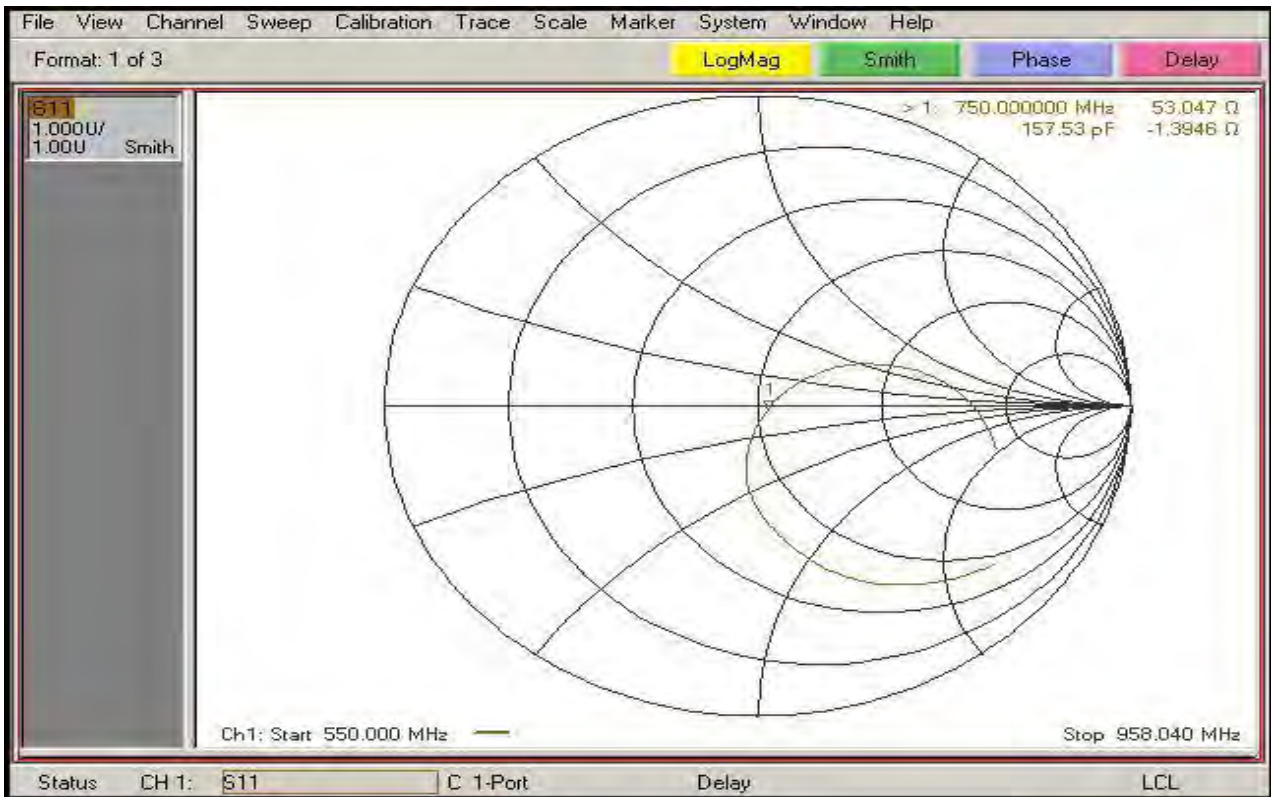 File View Channel Sweep Calibration Trace Scale Marker System Window Help
Format: 1 of 3 LogMag Smith Phase Delay
S11
1.000U/
1.00U Smith
> 1: 750.000000 MHz 53.047 Ω
157.53 pF -1.3946 Ω
1
Ch1: Start 550.000 MHz Stop 958.040 MHz
Status CH 1: S11 C 1-Port Delay LCL